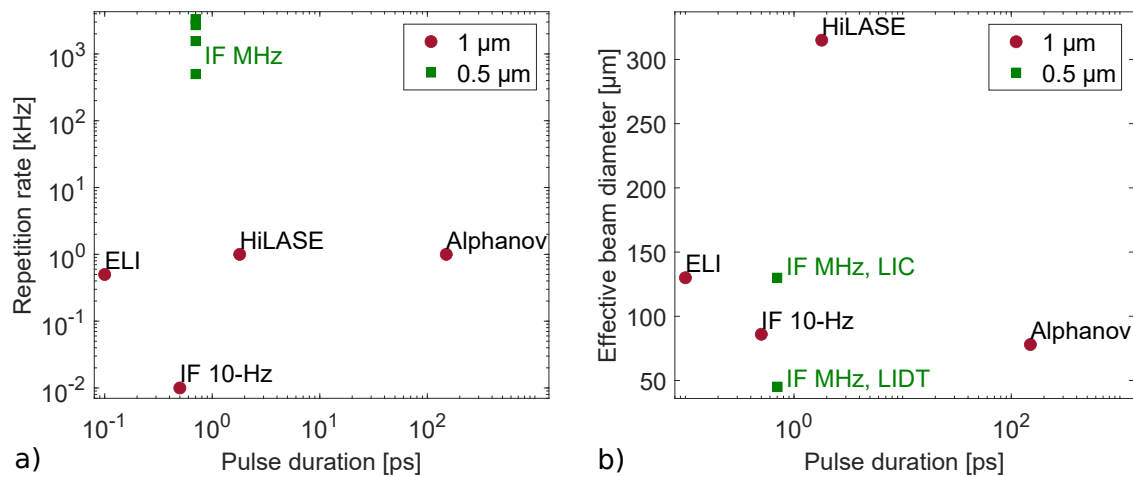 10^3
10^2
10^1
10^0
10^-1
10^-2
Repetition rate [kHz]
IF MHz
1 µm
0.5 µm
ELI
HiLASE
Alphanov
IF 10-Hz
10^-1
10^0
10^1
10^2
Pulse duration [ps]
a)
300
250
200
150
100
50
Effective beam diameter [µm]
HiLASE
1 µm
0.5 µm
ELI
IF MHz, LIC
IF 10-Hz
Alphanov
IF MHz, LIDT
10^0
10^2
Pulse duration [ps]
b)